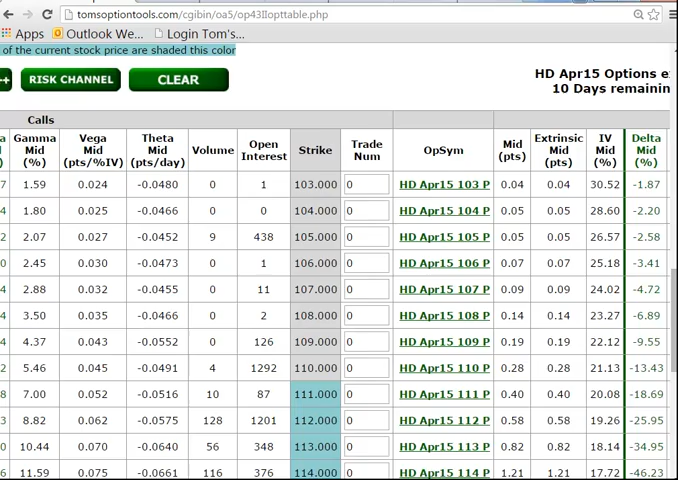 tomsoptiontools.com/cgibin/oa5/op43IIopttable.php
Apps Outlook We... Login Tom's...
of the current stock price are shaded this color
RISK CHANNEL CLEAR
HD Apr15 Options e
10 Days remainin
Calls
Gamma Mid (%) Vega Mid (pts/%IV) Theta Mid (pts/day) Volume Open Interest Strike Trade Num OpSym Mid (pts) Extrinsic Mid (pts) IV Mid (%) Delta Mid (%)
7 1.59 0.024 -0.0480 0 1 103.000 0 HD Apr15 103 P 0.04 0.04 30.52 -1.87
4 1.80 0.025 -0.0466 0 0 104.000 0 HD Apr15 104 P 0.05 0.05 28.60 -2.20
2 2.07 0.027 -0.0452 9 438 105.000 0 HD Apr15 105 P 0.05 0.05 26.57 -2.58
0 2.45 0.030 -0.0473 0 1 106.000 0 HD Apr15 106 P 0.07 0.07 25.18 -3.41
4 2.88 0.032 -0.0455 0 11 107.000 0 HD Apr15 107 P 0.09 0.09 24.02 -4.72
4 3.50 0.035 -0.0466 0 2 108.000 0 HD Apr15 108 P 0.14 0.14 23.27 -6.89
4 4.37 0.043 -0.0552 0 126 109.000 0 HD Apr15 109 P 0.19 0.19 22.12 -9.55
2 5.46 0.045 -0.0491 4 1292 110.000 0 HD Apr15 110 P 0.28 0.28 21.13 -13.43
8 7.00 0.052 -0.0516 10 87 111.000 0 HD Apr15 111 P 0.40 0.40 20.08 -18.69
3 8.82 0.062 -0.0575 128 1201 112.000 0 HD Apr15 112 P 0.58 0.58 19.26 -25.95
0 10.44 0.070 -0.0640 56 348 113.000 0 HD Apr15 113 P 0.82 0.82 18.14 -34.95
6 11.59 0.075 -0.0661 116 376 114.000 0 HD Apr15 114 P 1.21 1.21 17.72 -46.23